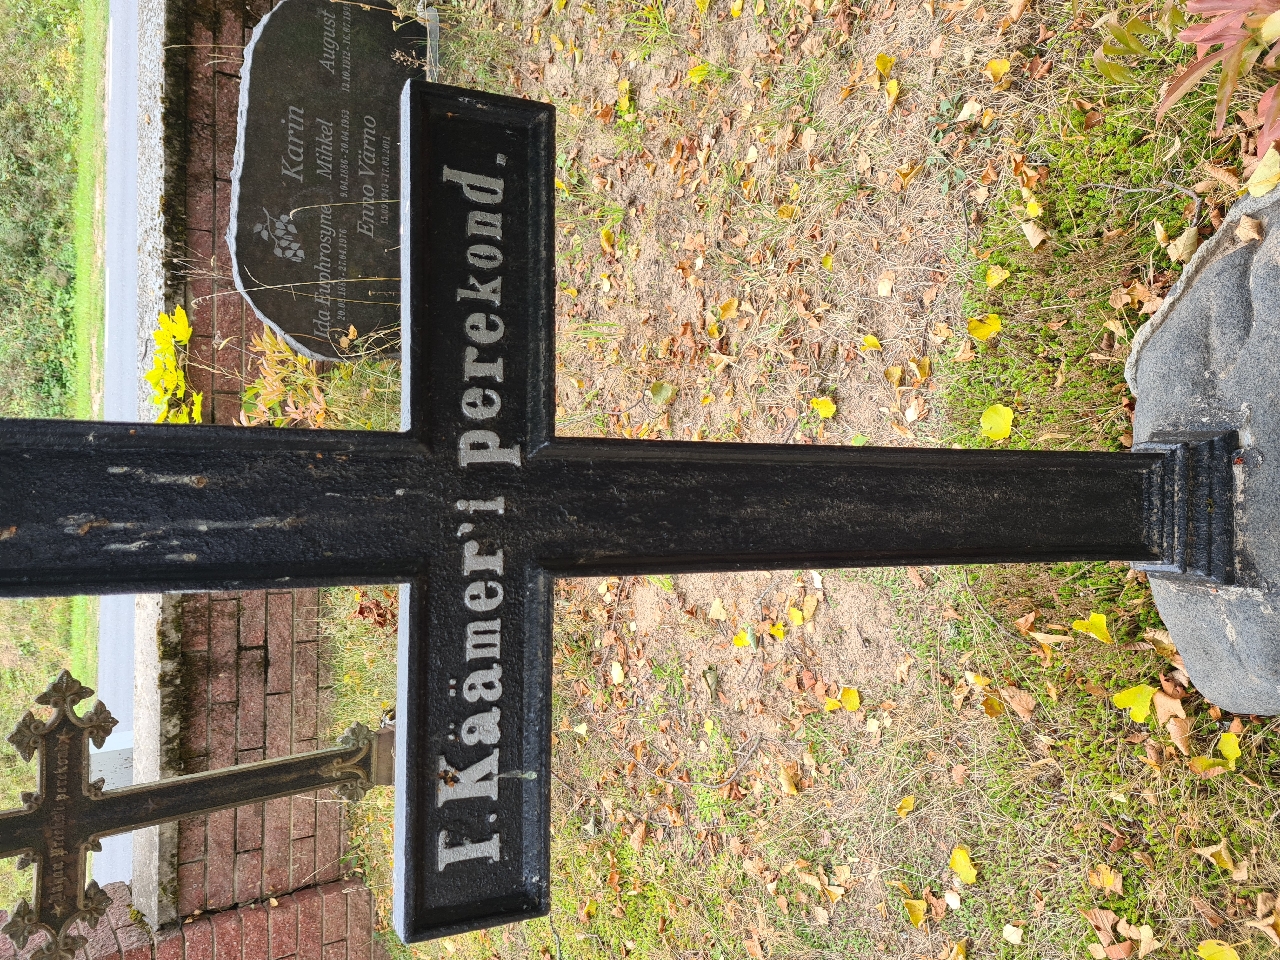 F. Käämer'i perekond.
Karin
Ida Euphrosyne Mihkel August
Enno Värno